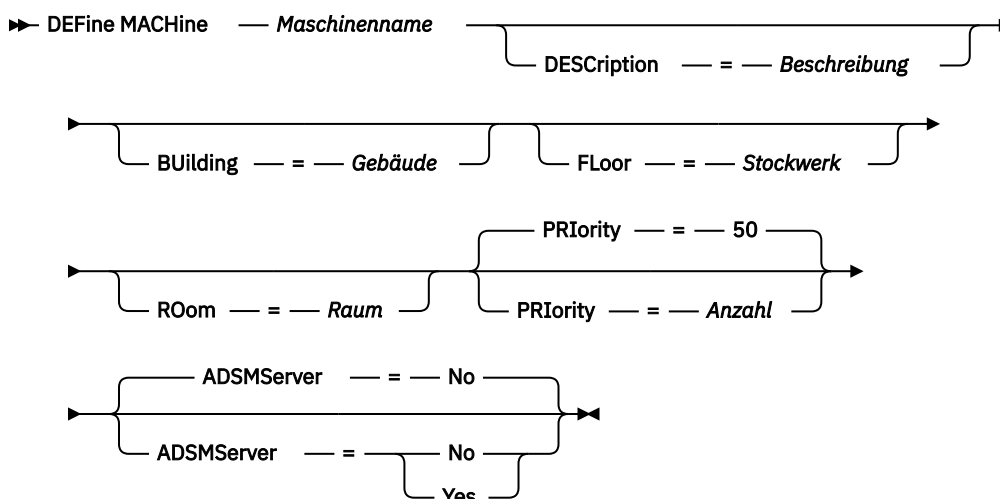 DEFine MACHine Maschinenname
DESCription = Beschreibung
BUilding = Gebäude FLoor = Stockwerk
PRIority = 50
ROom = Raum PRIority = Anzahl
ADSMServer = No
ADSMServer = No
Yes